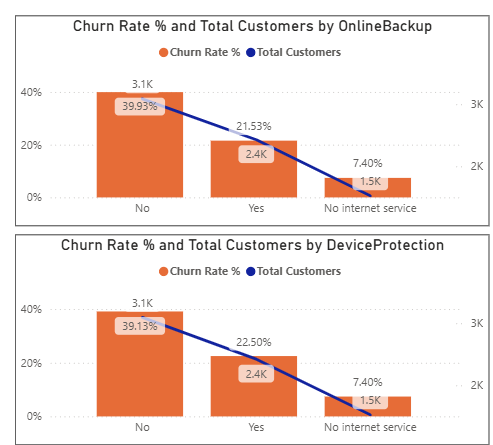 Churn Rate % and Total Customers by OnlineBackup
Churn Rate % Total Customers
3.1K
40% 39.93% 3K
21.53%
20% 2.4K 7.40% 2K
1.5K
0%
No Yes No internet service
Churn Rate % and Total Customers by DeviceProtection
Churn Rate % Total Customers
3.1K
40% 39.13% 3K
22.50%
20% 2.4K 7.40% 2K
1.5K
0%
No Yes No internet service